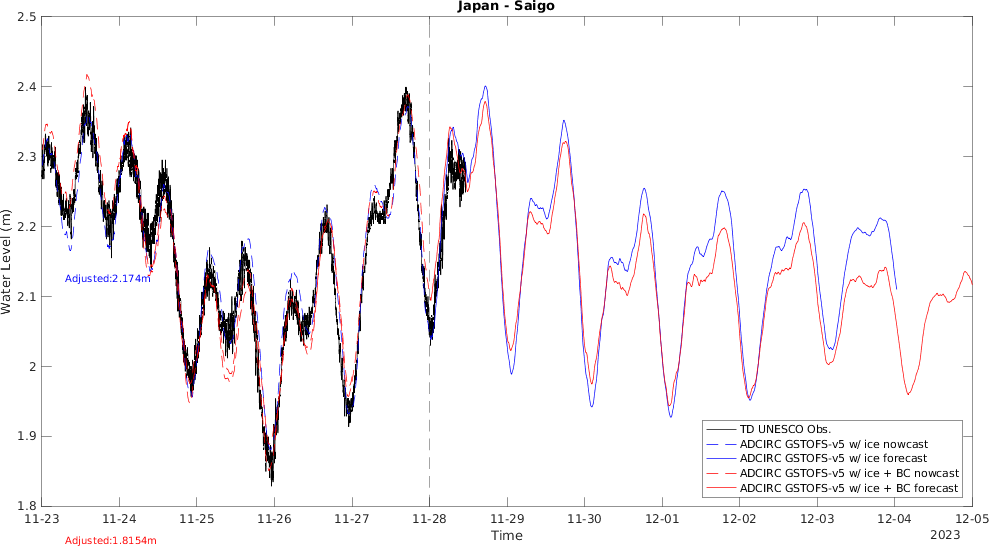 Japan - Saigo
2.5
2.4
2.3
2.2
2.1
2
1.9
1.8
Water Level (m)
Adjusted:2.174m
TD UNESCO Obs.
ADCIRC GSTOFS-v5 w/ ice nowcast
ADCIRC GSTOFS-v5 w/ ice forecast
ADCIRC GSTOFS-v5 w/ ice + BC nowcast
ADCIRC GSTOFS-v5 w/ ice + BC forecast
11-23 11-24 11-25 11-26 11-27 11-28 11-29 11-30 12-01 12-02 12-03 12-04 12-05
Time
2023
Adjusted:1.8154m